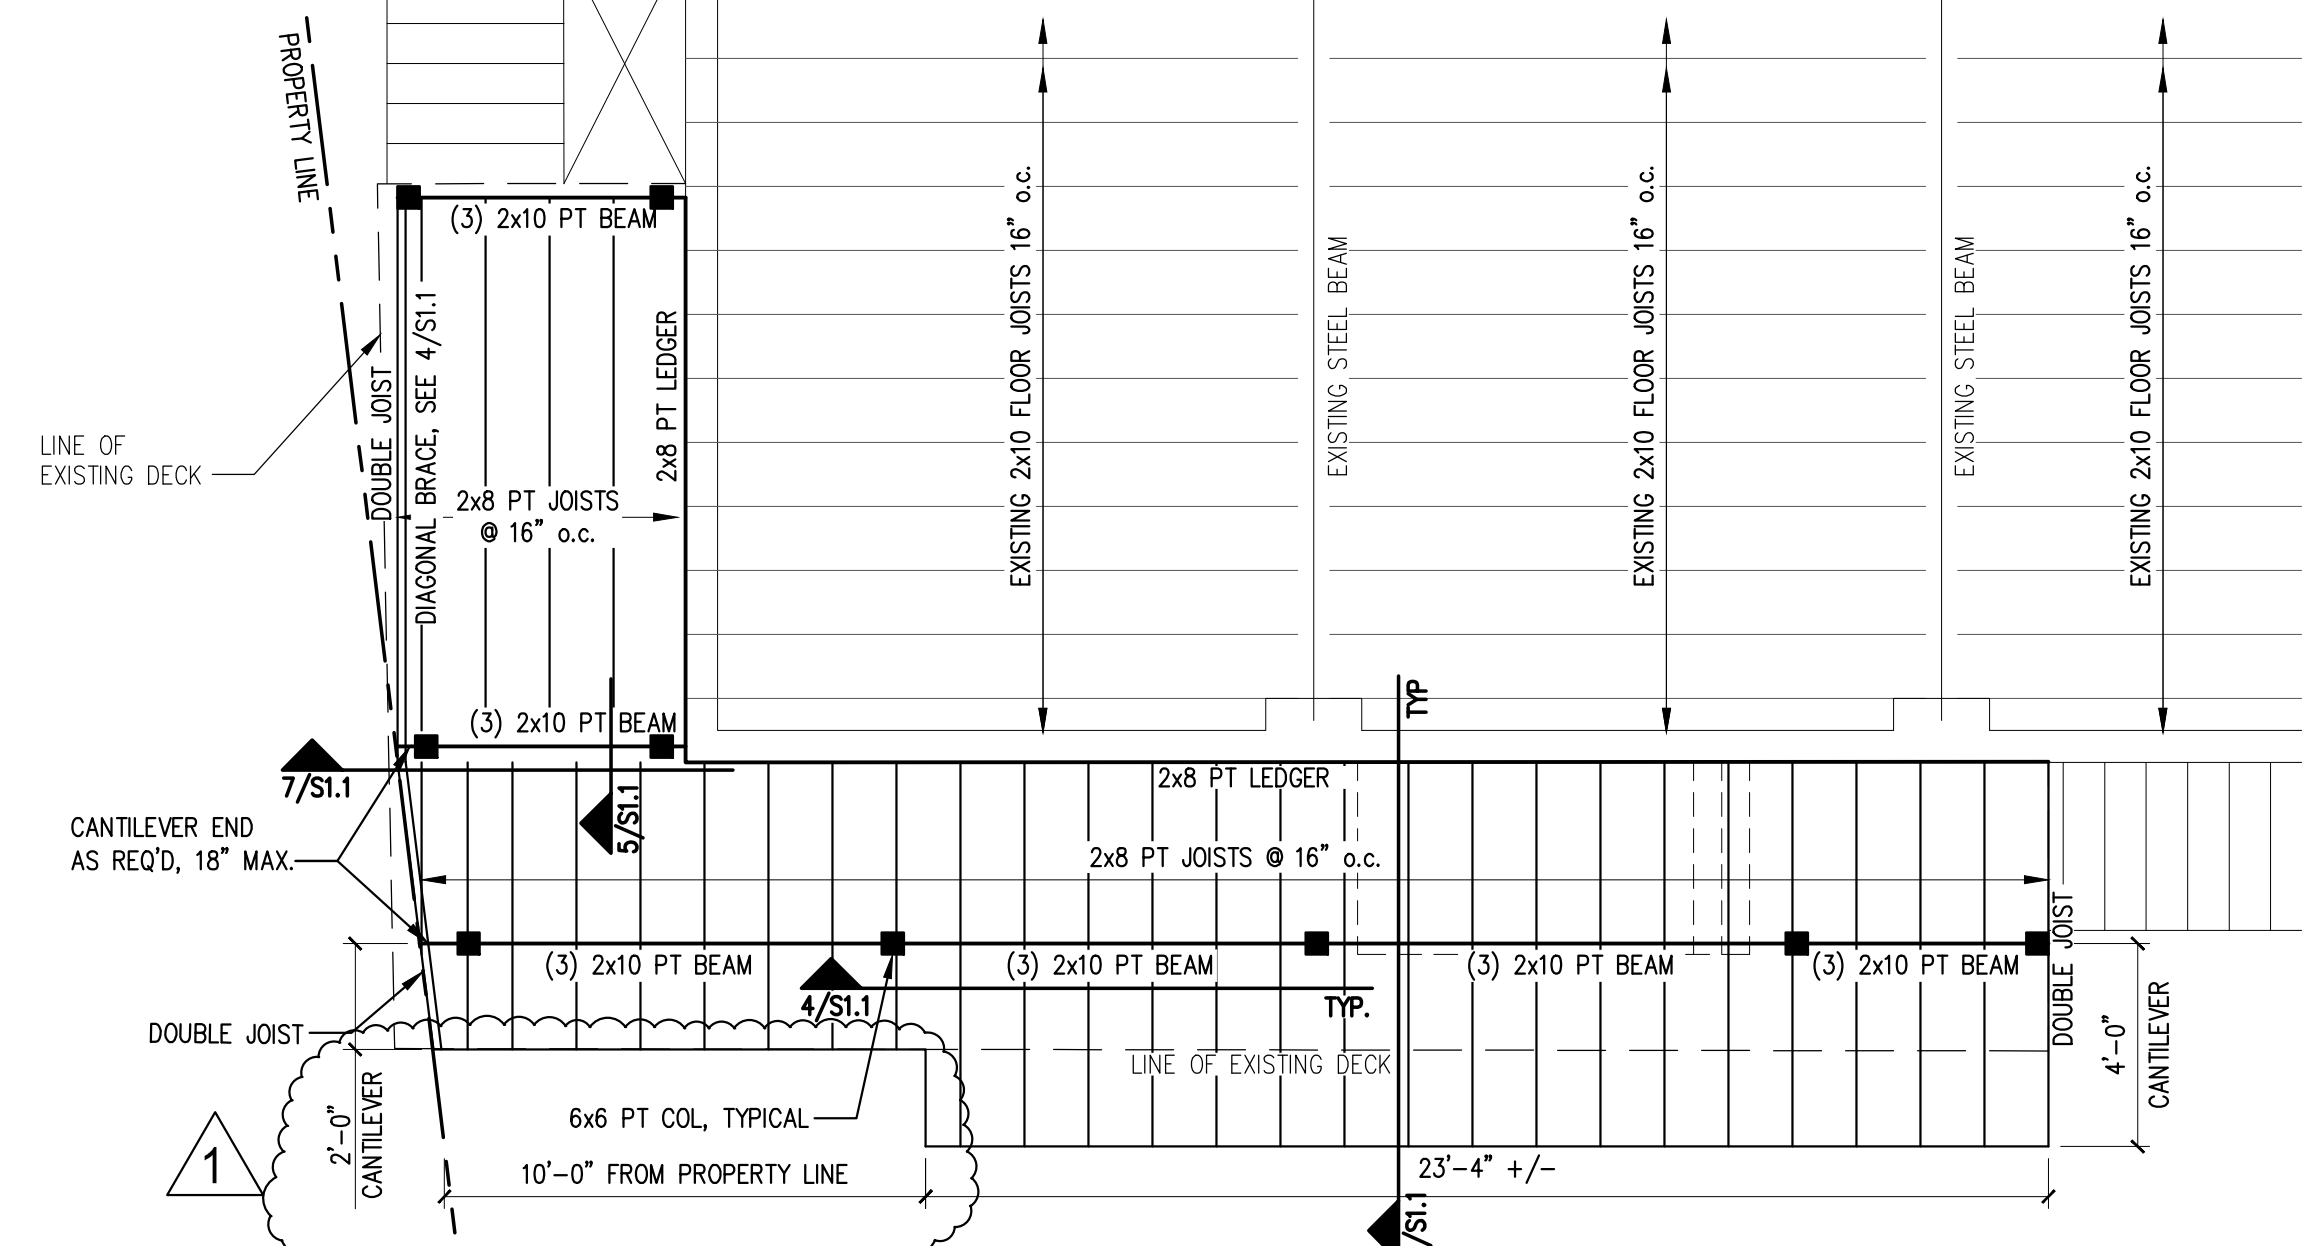 PROPERTY LINE
(3) 2x10 PT BEAM
DOUBLE JOIST
DIAGONAL BRACE, SEE 4/S1.1
2x8 PT LEDGER
EXISTING 2x10 FLOOR JOISTS 16" o.c.
EXISTING STEEL BEAM
EXISTING 2x10 FLOOR JOISTS 16" o.c.
EXISTING STEEL BEAM
EXISTING 2x10 FLOOR JOISTS 16" o.c.
LINE OF
EXISTING DECK
2x8 PT JOISTS
@ 16" o.c.
(3) 2x10 PT BEAM
TYP
7/S1.1
5/S1.1
2x8 PT LEDGER
CANTILEVER END
AS REQ'D, 18" MAX.
2x8 PT JOISTS @ 16" o.c.
(3) 2x10 PT BEAM
(3) 2x10 PT BEAM
(3) 2x10 PT BEAM
(3) 2x10 PT BEAM
DOUBLE JOIST
4/S1.1
TYP.
DOUBLE JOIST
LINE OF EXISTING DECK
4'-0"
CANTILEVER
6x6 PT COL, TYPICAL
2'-0"
CANTILEVER
1
10'-0" FROM PROPERTY LINE
23'-4" +/-
/S1.1